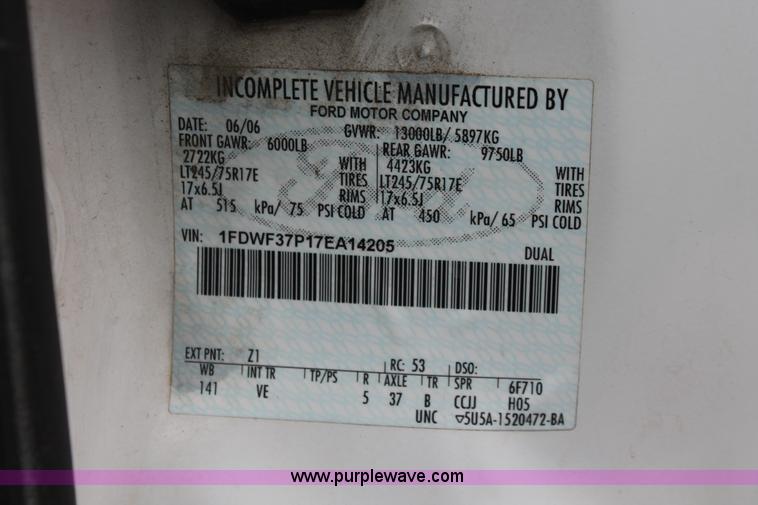 INCOMPLETE VEHICLE MANUFACTURED BY
FORD MOTOR COMPANY
DATE: 06/06 GVWR: 13000LB/ 5897KG
FRONT GAWR: 6000LB REAR GAWR: 9750LB
2722KG WITH 4423KG WITH
LT245/75R17E TIRES LT245/75R17E TIRES
17x6.5J RIMS 17x6.5J RIMS
AT 515 kPa/ 75 PSI COLD AT 450 kPa/ 65 PSI COLD
Ford
VIN: 1FDWF37P17EA14205 DUAL
EXT PNT: Z1 RC: 53 DSO:
WB INT TR TP/PS R AXLE TR SPR 6F710
141 VE 5 37 B CCJJ H05
UNC ▽5U5A-1520472-BA
www.purplewave.com